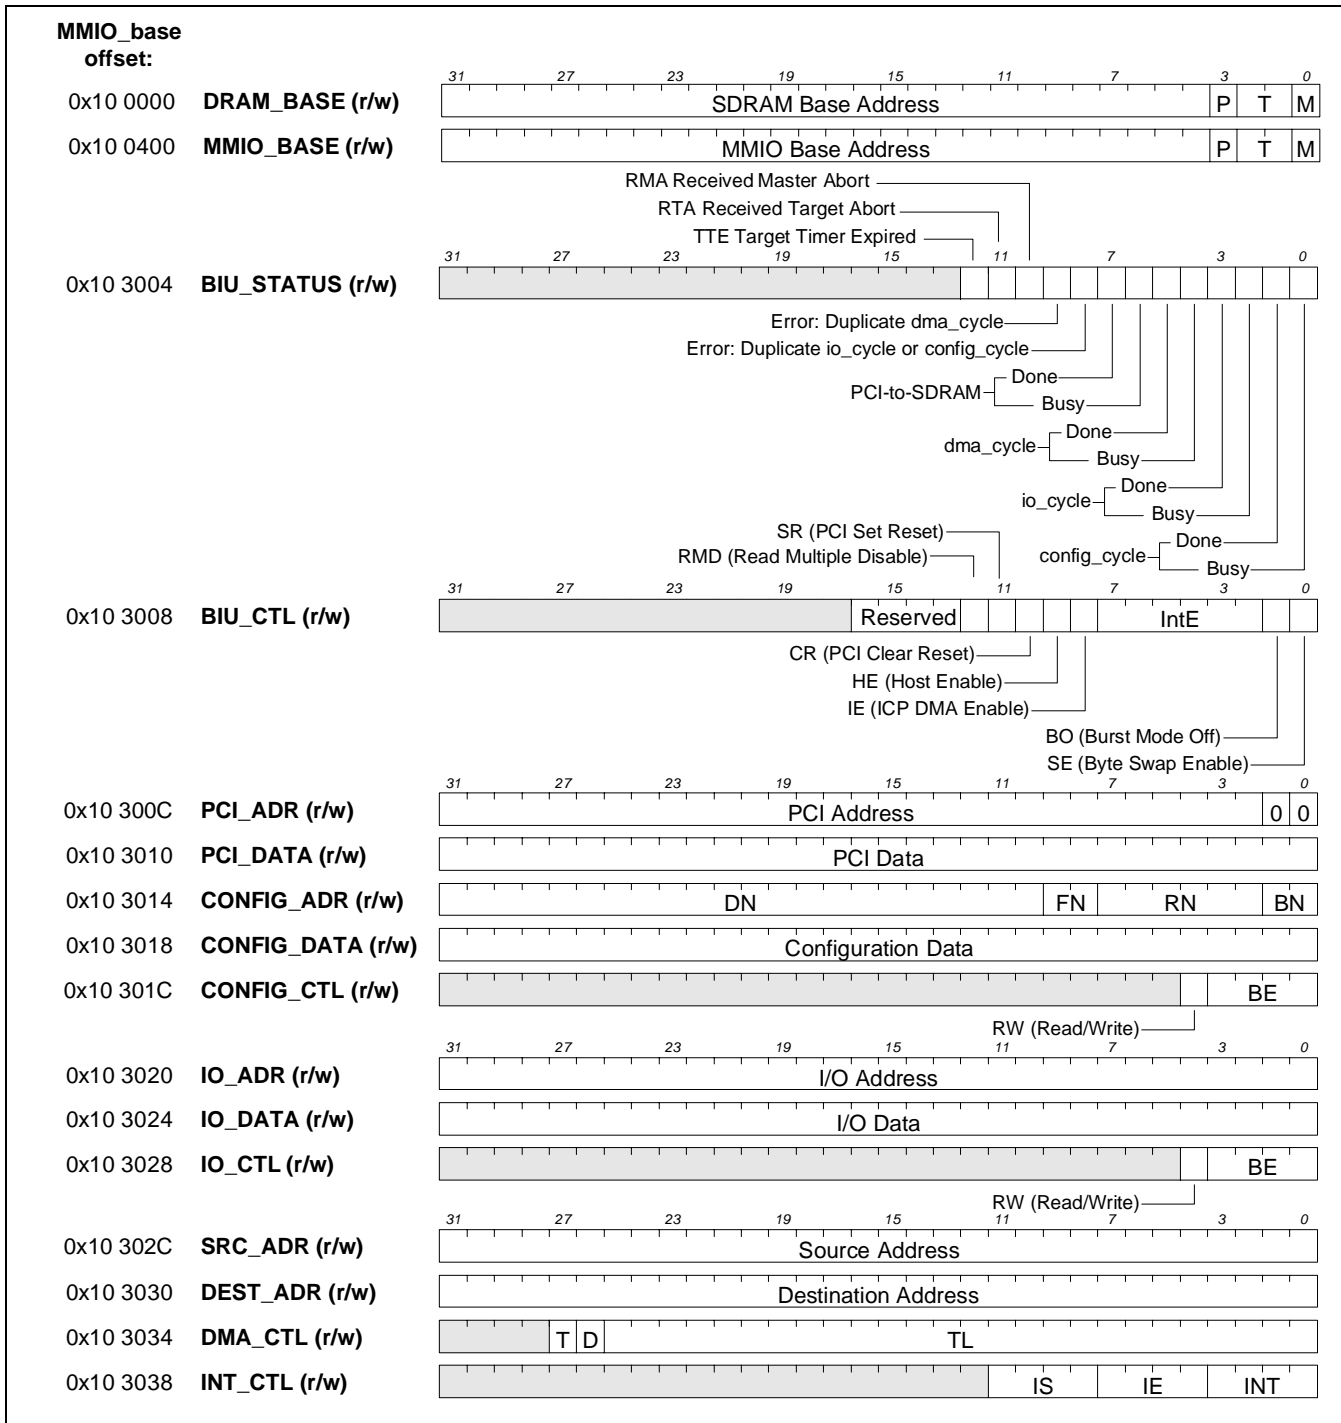 MMIO_base
offset:
31 27 23 19 15 11 7 3 0
0x10 0000 DRAM_BASE (r/w) SDRAM Base Address P T M
0x10 0400 MMIO_BASE (r/w) MMIO Base Address P T M
RMA Received Master Abort
RTA Received Target Abort
TTE Target Timer Expired
31 27 23 19 15 11 7 3 0
0x10 3004 BIU_STATUS (r/w)
Error: Duplicate dma_cycle
Error: Duplicate io_cycle or config_cycle
Done
PCI-to-SDRAM
Busy
Done
dma_cycle
Busy
Done
io_cycle
Busy
SR (PCI Set Reset)
Done
RMD (Read Multiple Disable)
config_cycle
Busy
31 27 23 19 15 11 7 3 0
0x10 3008 BIU_CTL (r/w) Reserved IntE
CR (PCI Clear Reset)
HE (Host Enable)
IE (ICP DMA Enable)
BO (Burst Mode Off)
SE (Byte Swap Enable)
31 27 23 19 15 11 7 3 0
0x10 300C PCI_ADR (r/w) PCI Address 0 0
0x10 3010 PCI_DATA (r/w) PCI Data
0x10 3014 CONFIG_ADR (r/w) DN FN RN BN
0x10 3018 CONFIG_DATA (r/w) Configuration Data
0x10 301C CONFIG_CTL (r/w) BE
RW (Read/Write)
31 27 23 19 15 11 7 3 0
0x10 3020 IO_ADR (r/w) I/O Address
0x10 3024 IO_DATA (r/w) I/O Data
0x10 3028 IO_CTL (r/w) BE
RW (Read/Write)
31 27 23 19 15 11 7 3 0
0x10 302C SRC_ADR (r/w) Source Address
0x10 3030 DEST_ADR (r/w) Destination Address
0x10 3034 DMA_CTL (r/w) T D TL
0x10 3038 INT_CTL (r/w) IS IE INT